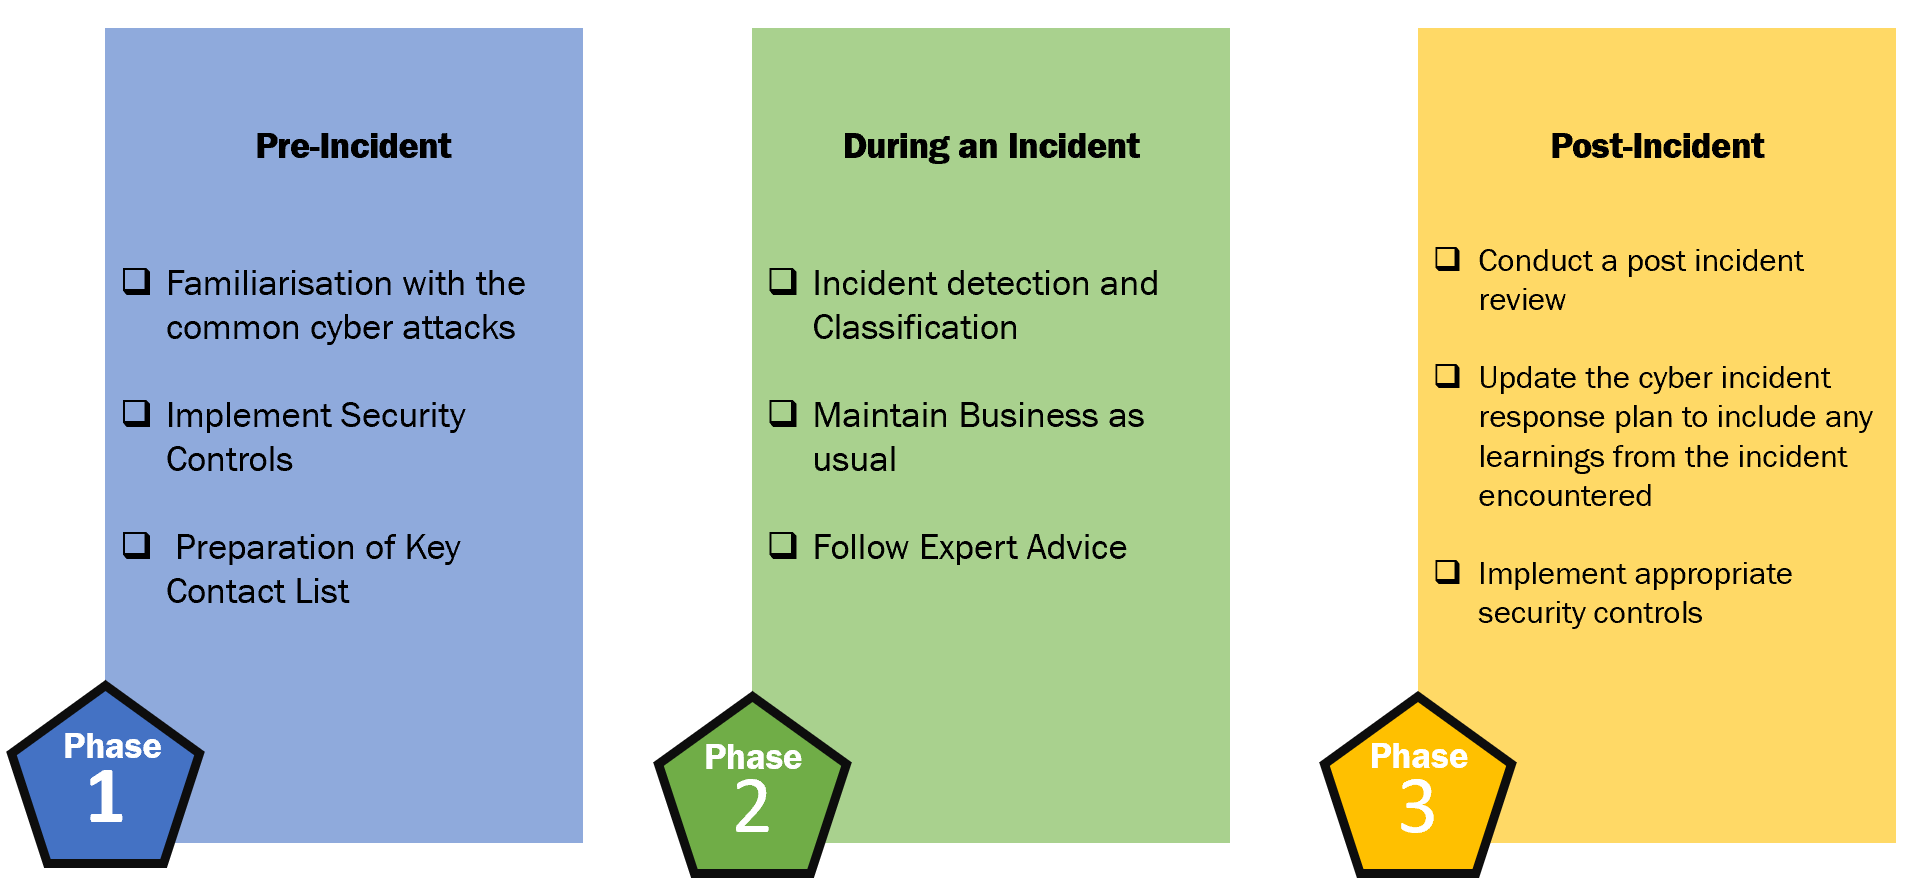 Pre-Incident
Familiarisation with the
common cyber attacks
Implement Security
Controls
Preparation of Key
Contact List
Phase
1
During an Incident
Incident detection and
Classification
Maintain Business as
usual
Follow Expert Advice
Phase
2
Post-Incident
Conduct a post incident
review
Update the cyber incident
response plan to include any
learnings from the incident
encountered
Implement appropriate
security controls
Phase
3